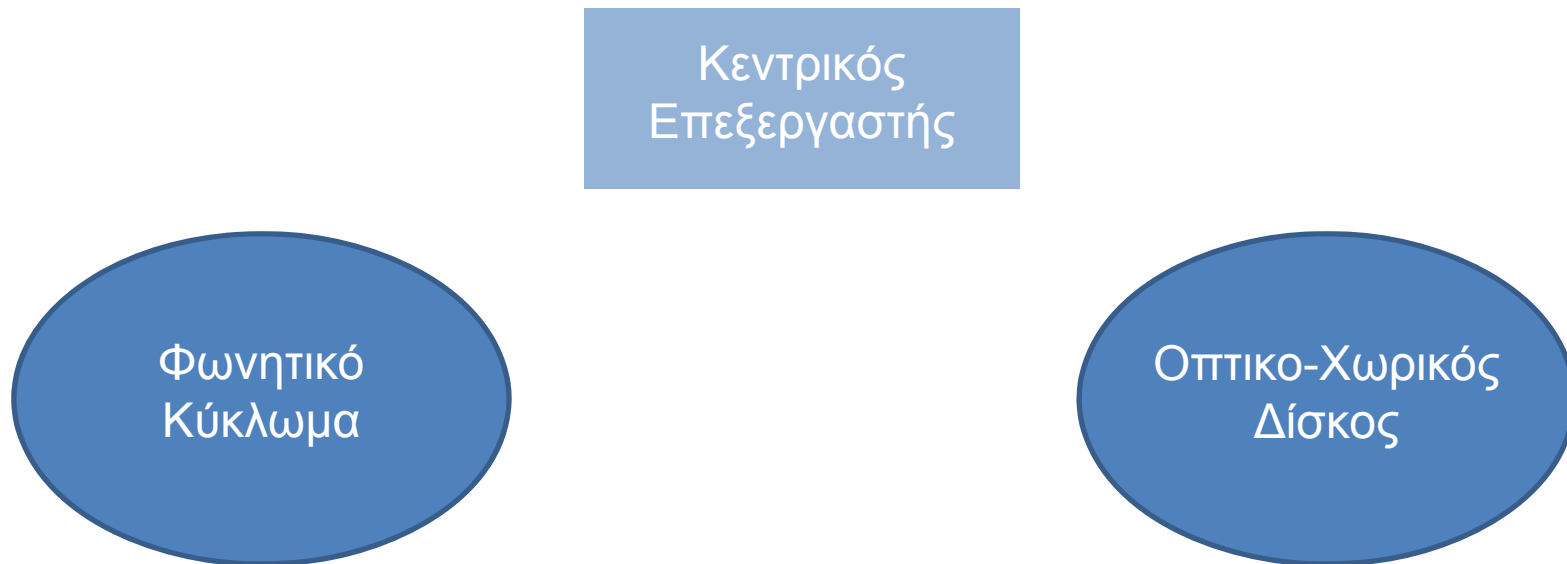 Κεντρικός
Επεξεργαστής
Φωνητικό
Κύκλωμα
Οπτικο-Χωρικός
Δίσκος